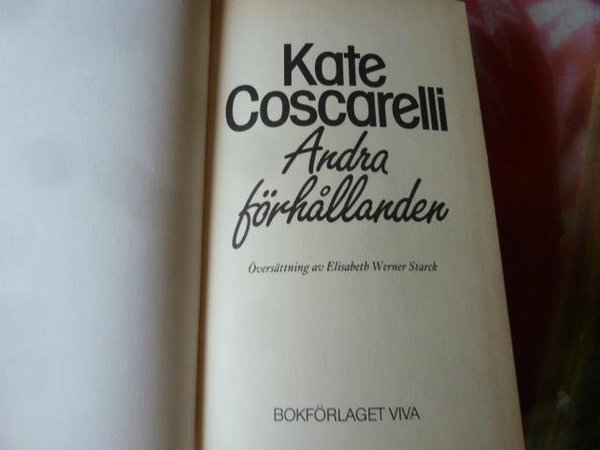 Kate
Coscarelli
Andra
förhållanden
Översättning av Elisabeth Werner Starck
BOKFÖRLAGET VIVA